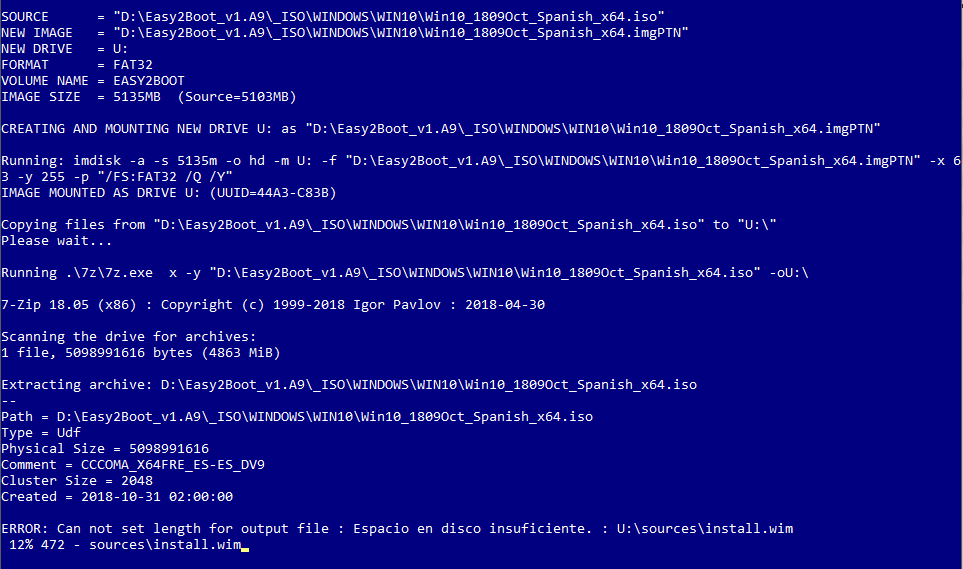 SOURCE      = "D:\Easy2Boot_v1.A9\_ISO\WINDOWS\WIN10\Win10_1809Oct_Spanish_x64.iso"
NEW IMAGE   = "D:\Easy2Boot_v1.A9\_ISO\WINDOWS\WIN10\Win10_1809Oct_Spanish_x64.imgPTN"
NEW DRIVE   = U:
FORMAT      = FAT32
VOLUME NAME = EASY2BOOT
IMAGE SIZE  = 5135MB  (Source=5103MB)

CREATING AND MOUNTING NEW DRIVE U: as "D:\Easy2Boot_v1.A9\_ISO\WINDOWS\WIN10\Win10_1809Oct_Spanish_x64.imgPTN"

Running: imdisk -a -s 5135m -o hd -m U: -f "D:\Easy2Boot_v1.A9\_ISO\WINDOWS\WIN10\Win10_1809Oct_Spanish_x64.imgPTN" -x 6
3 -y 255 -p "/FS:FAT32 /Q /Y"
IMAGE MOUNTED AS DRIVE U: (UUID=44A3-C83B)

Copying files from "D:\Easy2Boot_v1.A9\_ISO\WINDOWS\WIN10\Win10_1809Oct_Spanish_x64.iso" to "U:\"
Please wait...

Running .\7z\7z.exe  x -y "D:\Easy2Boot_v1.A9\_ISO\WINDOWS\WIN10\Win10_1809Oct_Spanish_x64.iso" -oU:\

7-Zip 18.05 (x86) : Copyright (c) 1999-2018 Igor Pavlov : 2018-04-30

Scanning the drive for archives:
1 file, 5098991616 bytes (4863 MiB)

Extracting archive: D:\Easy2Boot_v1.A9\_ISO\WINDOWS\WIN10\Win10_1809Oct_Spanish_x64.iso
--
Path = D:\Easy2Boot_v1.A9\_ISO\WINDOWS\WIN10\Win10_1809Oct_Spanish_x64.iso
Type = Udf
Physical Size = 5098991616
Comment = CCCOMA_X64FRE_ES-ES_DV9
Cluster Size = 2048
Created = 2018-10-31 02:00:00

ERROR: Can not set length for output file : Espacio en disco insuficiente. : U:\sources\install.wim
 12% 472 - sources\install.wim